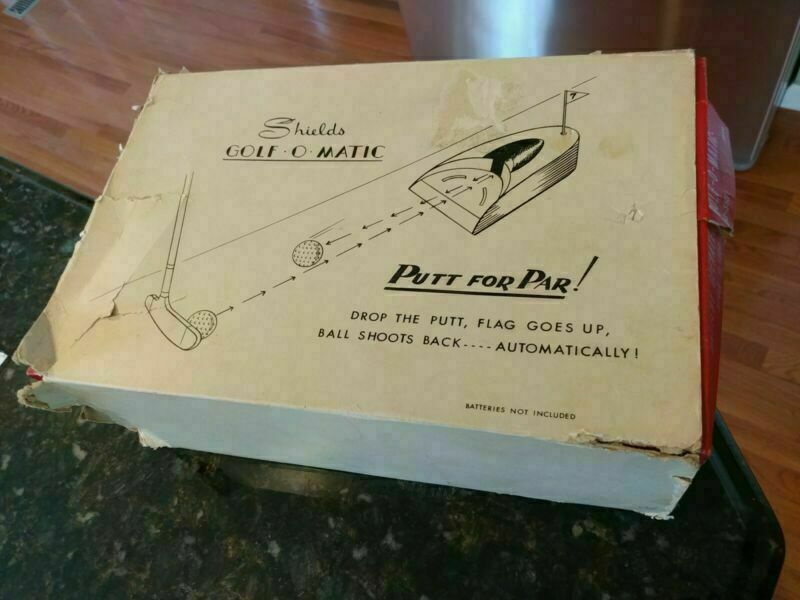 Shields
GOLF·O·MATIC
7
PUTT FOR PAR!
DROP THE PUTT, FLAG GOES UP,
BALL SHOOTS BACK----AUTOMATICALLY!
BATTERIES NOT INCLUDED